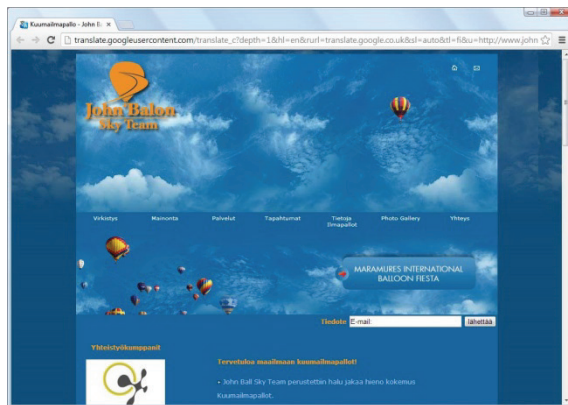 Kuumailmapallo - John B
translate.googleusercontent.com/translate_c?depth=1&hl=en&rurl=translate.google.co.uk&sl=auto&tl=fi&u=http://www.john
John Balon
Sky Team
Virkistys Mainonta Palvelut Tapahtumat Tietoja Ilmapallot Photo Gallery Yhteys
MARAMURES INTERNATIONAL
BALLOON FIESTA
Tiedote E-mail lähettää
Yhteistyökumppanit
Tervetuloa maailmaan kuumailmapallot!
• John Ball Sky Team perustettiin halu jakaa hieno kokemus
Kuumailmapallot.